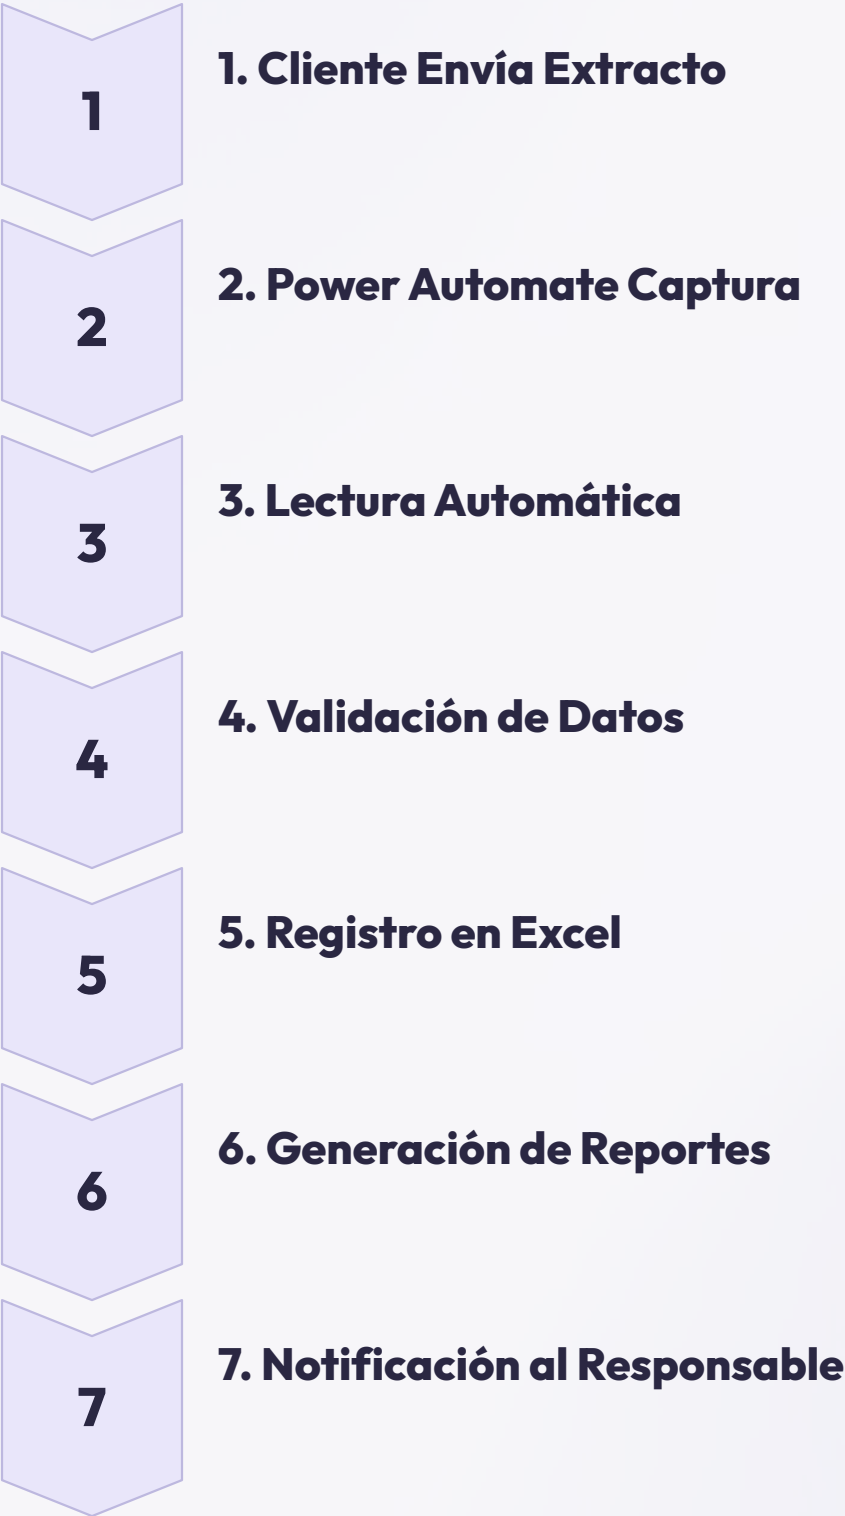 1
1. Cliente Envía Extracto
2
2. Power Automate Captura
3
3. Lectura Automática
4
4. Validación de Datos
5
5. Registro en Excel
6
6. Generación de Reportes
7
7. Notificación al Responsable